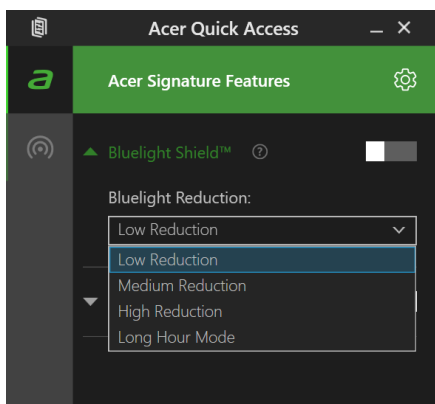 Acer Quick Access
Acer Signature Features
Bluelight Shield™
Bluelight Reduction:
Low Reduction
Low Reduction
Medium Reduction
High Reduction
Long Hour Mode